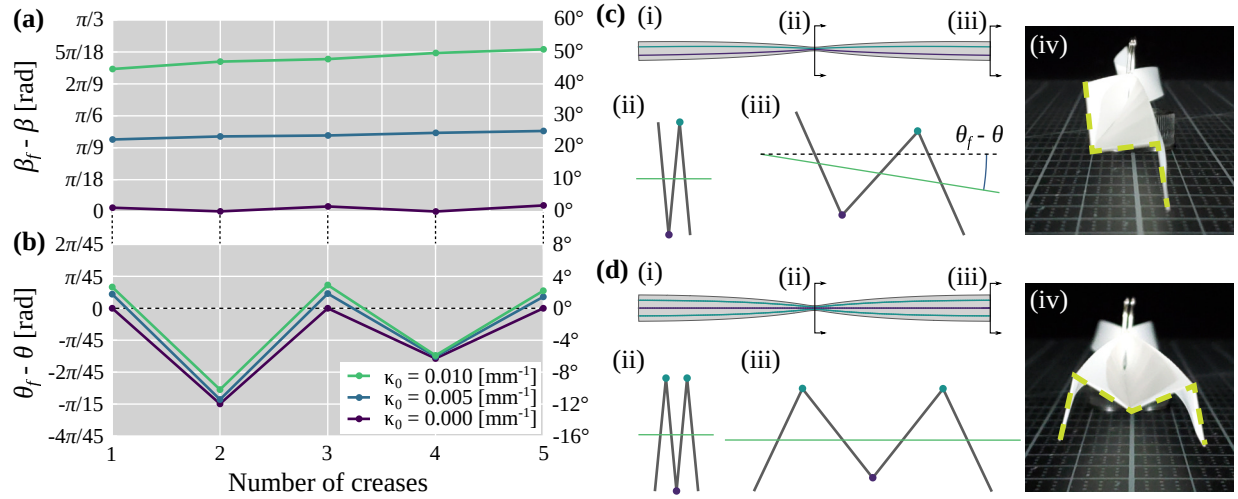 (a)
β_f - β [rad]
π/3
5π/18
2π/9
π/6
π/9
π/18
0
60°
50°
40°
30°
20°
10°
0°
(b)
θ_f - θ [rad]
2π/45
π/45
0
-π/45
-2π/45
-π/15
-4π/45
8°
4°
0°
-4°
-8°
-12°
-16°
κ₀ = 0.010 [mm⁻¹]
κ₀ = 0.005 [mm⁻¹]
κ₀ = 0.000 [mm⁻¹]
1 2 3 4 5
Number of creases
(c)
(i) (ii) (iii) (iv)
(ii) (iii)
θ_f - θ
(d)
(i) (ii) (iii) (iv)
(ii) (iii)